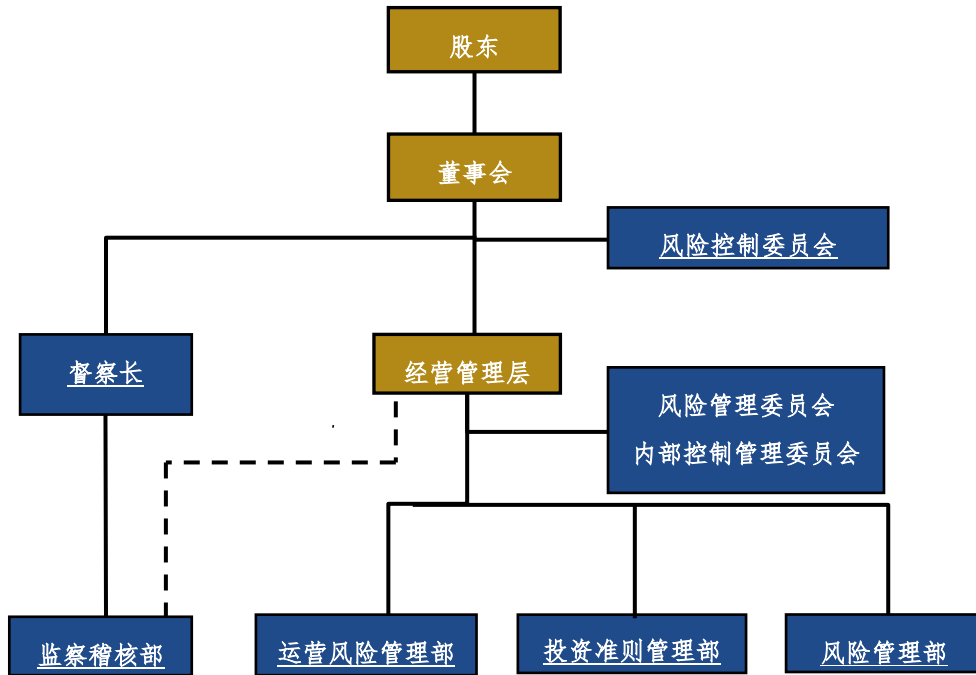 股东
董事会
风险控制委员会
督察长
经营管理层
风险管理委员会
内部控制管理委员会
监察稽核部
运营风险管理部
投资准则管理部
风险管理部